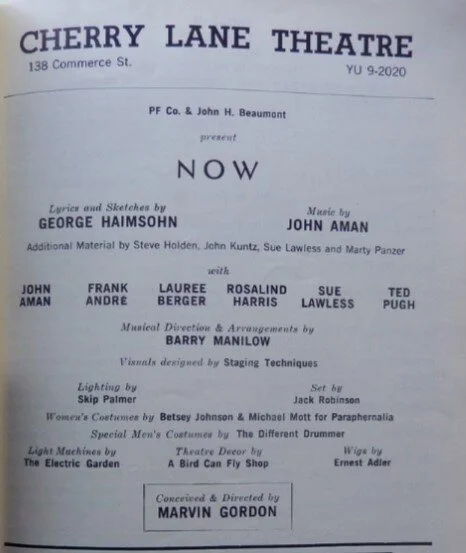 CHERRY LANE THEATRE
138 Commerce St. YU 9-2020
PF Co. & John H. Beaumont
present
NOW
Lyrics and Sketches by Music by
GEORGE HAIMSOHN JOHN AMAN
Additional Material by Steve Holden, John Kuntz, Sue Lawless and Marty Panzer
with
JOHN FRANK LAUREE ROSALIND SUE TED
AMAN ANDRÉ BERGER HARRIS LAWLESS PUGH
Musical Direction & Arrangements by
BARRY MANILOW
Visuals designed by Staging Techniques
Lighting by Set by
Skip Palmer Jack Robinson
Women's Costumes by Betsey Johnson & Michael Mott for Paraphernalia
Special Men's Costumes by The Different Drummer
Light Machines by Theatre Decor by Wigs by
The Electric Garden A Bird Can Fly Shop Ernest Adler
Conceived & Directed by
MARVIN GORDON